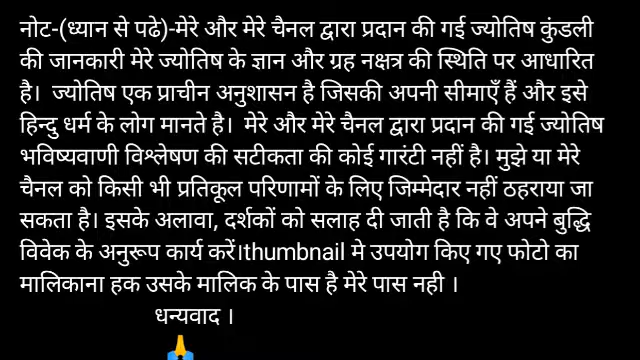 नोट-(ध्यान से पढे)-मेरे और मेरे चैनल द्वारा प्रदान की गई ज्योतिष कुंडली
की जानकारी मेरे ज्योतिष के ज्ञान और ग्रह नक्षत्र की स्थिति पर आधारित
है। ज्योतिष एक प्राचीन अनुशासन है जिसकी अपनी सीमाएँ हैं और इसे
हिन्दु धर्म के लोग मानते है। मेरे और मेरे चैनल द्वारा प्रदान की गई ज्योतिष
भविष्यवाणी विश्लेषण की सटीकता की कोई गारंटी नहीं है। मुझे या मेरे
चैनल को किसी भी प्रतिकूल परिणामों के लिए जिम्मेदार नहीं ठहराया जा
सकता है। इसके अलावा, दर्शकों को सलाह दी जाती है कि वे अपने बुद्धि
विवेक के अनुरूप कार्य करें।thumbnail मे उपयोग किए गए फोटो का
मालिकाना हक उसके मालिक के पास है मेरे पास नही ।
धन्यवाद ।
🙏